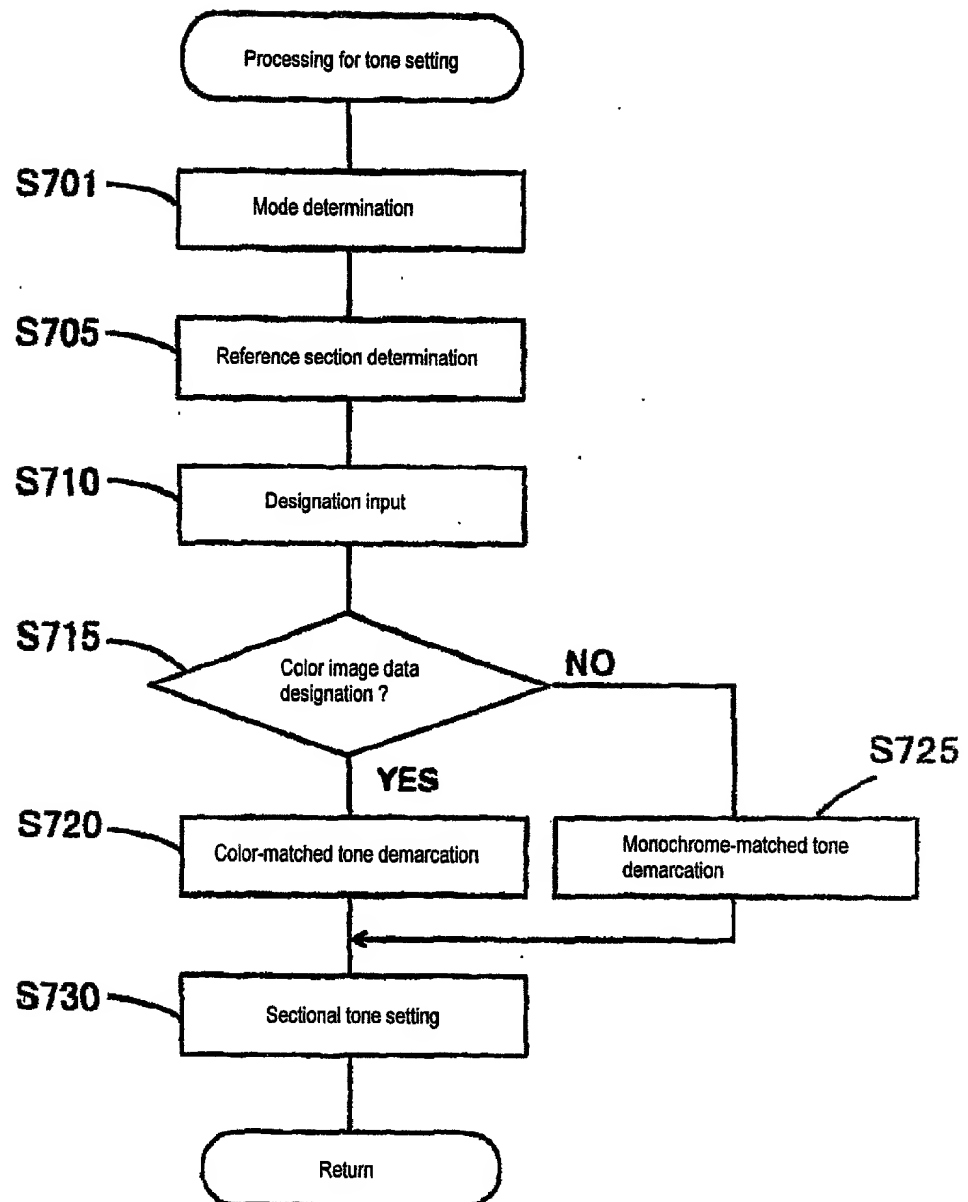 Processing for tone setting
S701
Mode determination
S705
Reference section determination
S710
Designation input
S715
Color image data
designation ?
NO
YES
S725
S720
Color-matched tone demarcation
Monochrome-matched tone
demarcation
S730
Sectional tone setting
Return